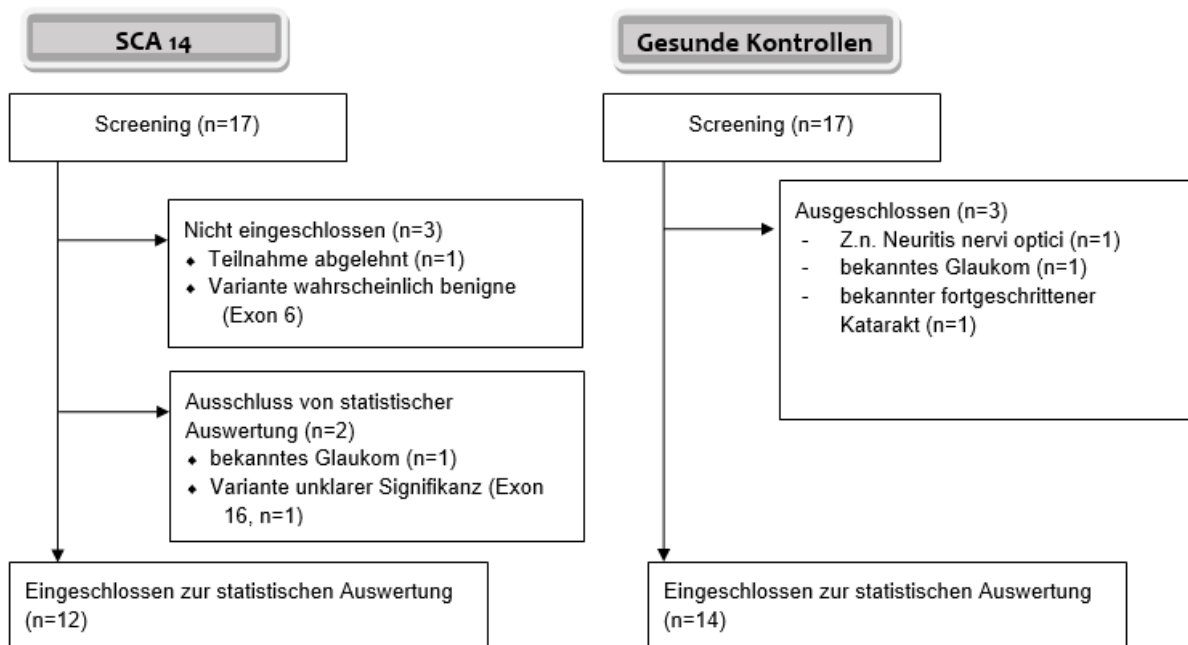 SCA 14
Screening (n=17)
Nicht eingeschlossen (n=3)
⬥ Teilnahme abgelehnt (n=1)
⬥ Variante wahrscheinlich benigne
(Exon 6)
Ausschluss von statistischer
Auswertung (n=2)
⬥ bekanntes Glaukom (n=1)
⬥ Variante unklarer Signifikanz (Exon
16, n=1)
Eingeschlossen zur statistischen Auswertung
(n=12)
Gesunde Kontrollen
Screening (n=17)
Ausgeschlossen (n=3)
- Z.n. Neuritis nervi optici (n=1)
- bekanntes Glaukom (n=1)
- bekannter fortgeschrittener
Katarakt (n=1)
Eingeschlossen zur statistischen Auswertung
(n=14)